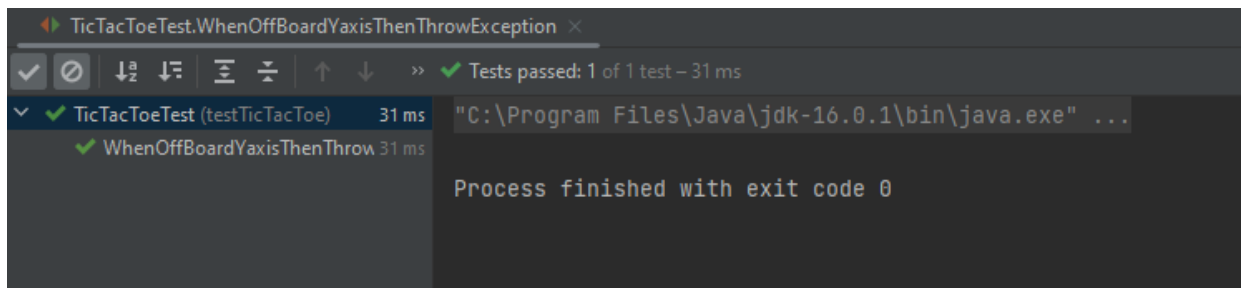 TicTacToeTest.WhenOffBoardYaxisThenThrowException ×
» Tests passed: 1 of 1 test – 31 ms
TicTacToeTest (testTicTacToe) 31 ms
WhenOffBoardYaxisThenThrow 31 ms
"C:\Program Files\Java\jdk-16.0.1\bin\java.exe" ...
Process finished with exit code 0